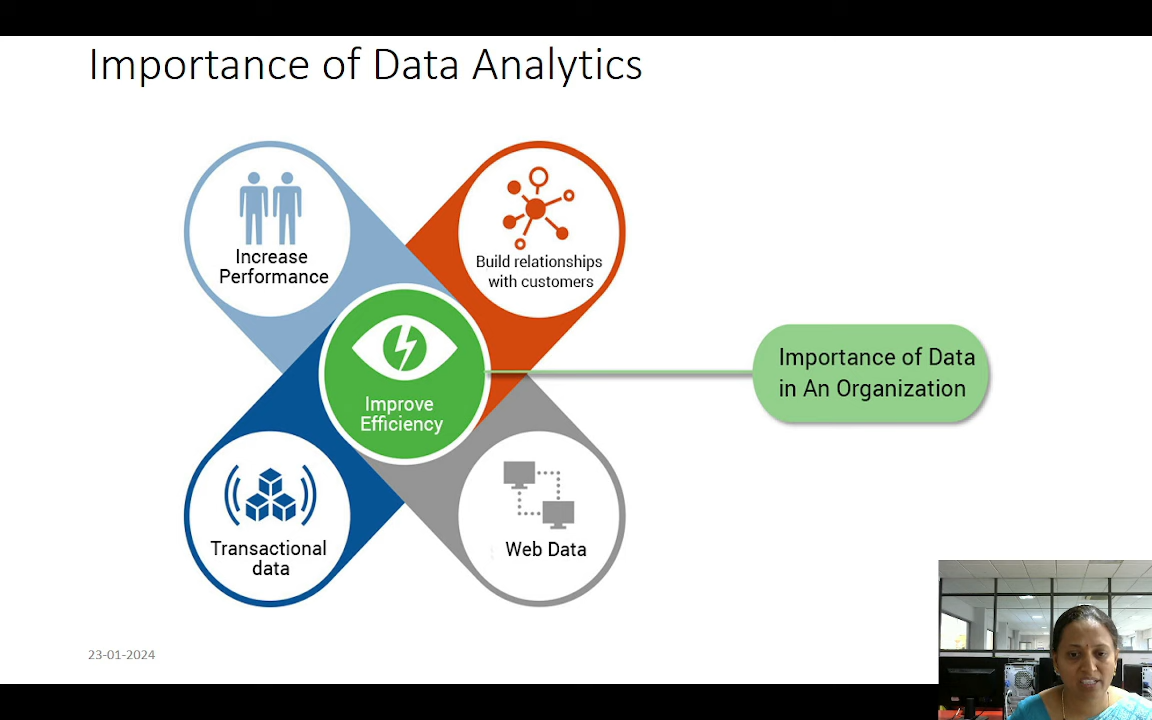 Importance of Data Analytics
Increase
Performance
Build relationships
with customers
Improve
Efficiency
Importance of Data
in An Organization
Transactional
data
Web Data
23-01-2024